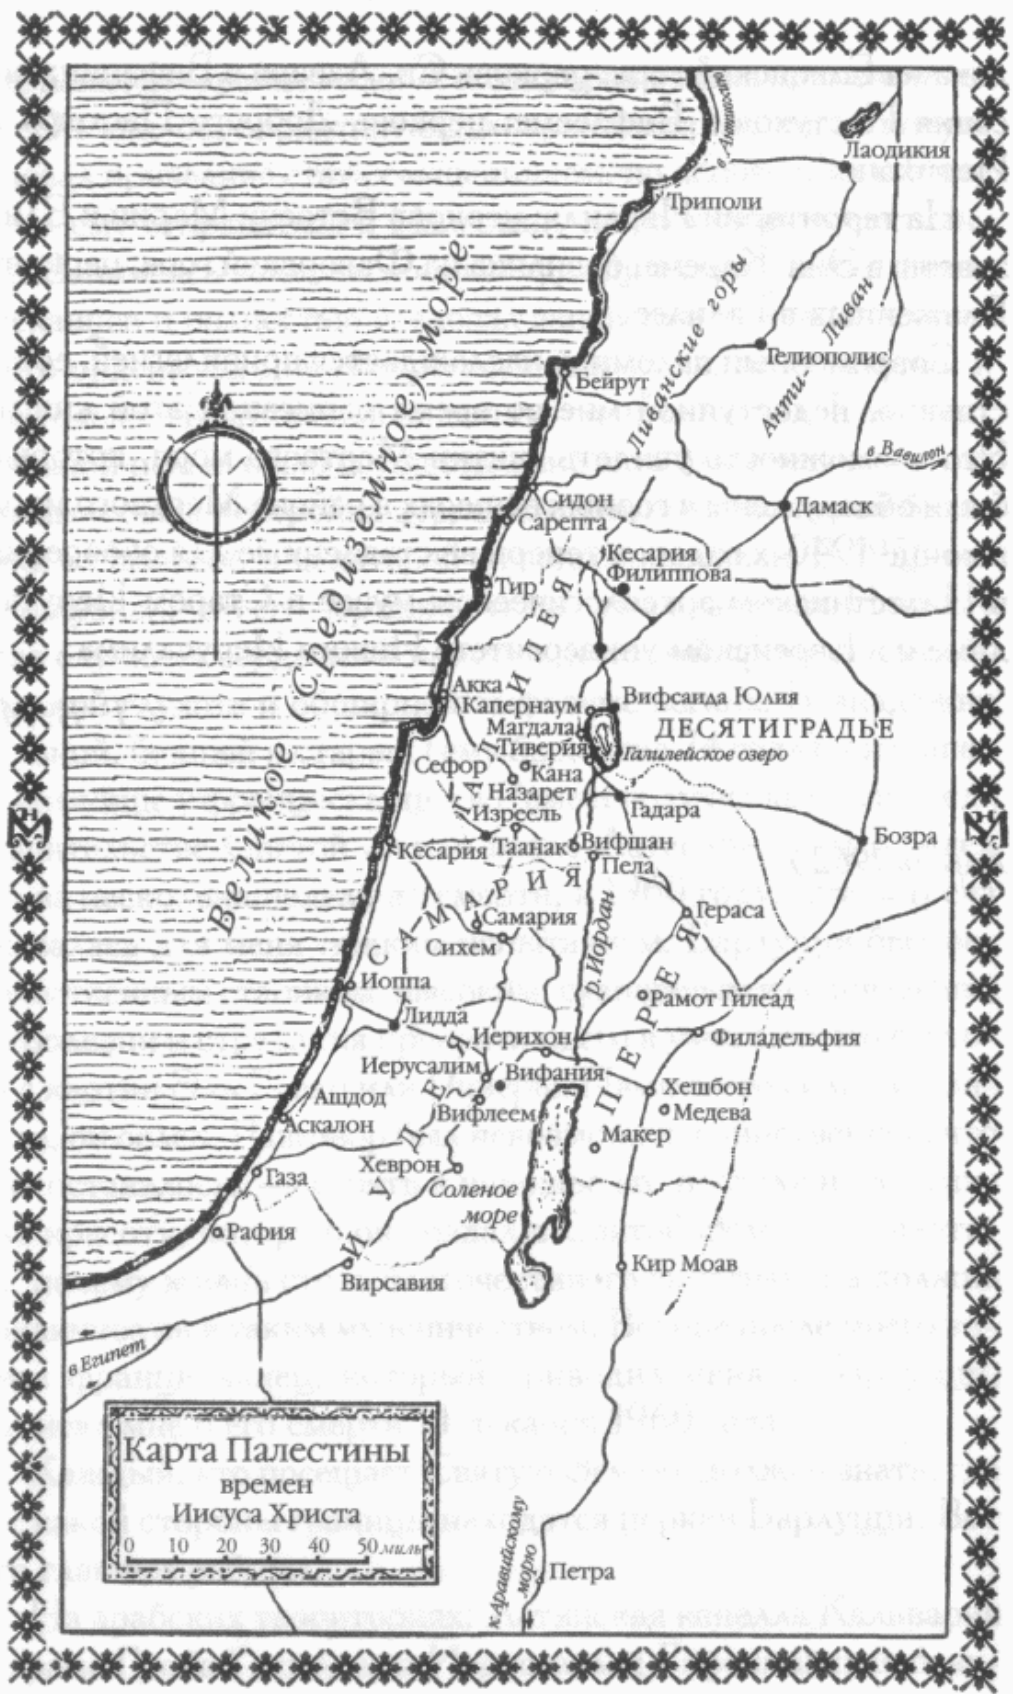 в Антиохию
Лаодикия
Триполи
Великое (Средиземное) море
Ливанские горы
Анти-Ливан
Гелиополис
Бейрут
в Вавилон
Сидон
Дамаск
Сарепта
Кесария
Филиппова
Тир
ГАЛИЛЕЯ
Акка
Капернаум
Вифсаида Юлия
Магдала
ДЕСЯТИГРАДЬЕ
Тиверия
Галилейское озеро
Сефор
Кана
Назарет
Гадара
Изреель
Бозра
Кесария
Таанак
Вифшан
Пела
САМАРИЯ
Гераса
Самария
Сихем
р. Иордан
ПЕРЕЯ
Иоппа
Рамот Гилеад
Лидда
Иерихон
Филадельфия
Иерусалим
Вифания
Хешбон
Ашдод
Вифлеем
Медева
Аскалон
Макер
ИУДЕЯ
Хеврон
Газа
Соленое
море
Рафия
Кир Моав
Вирсавия
в Египет
Карта Палестины
времен
Иисуса Христа
0 10 20 30 40 50 миль
к Аравийскому
морю
Петра